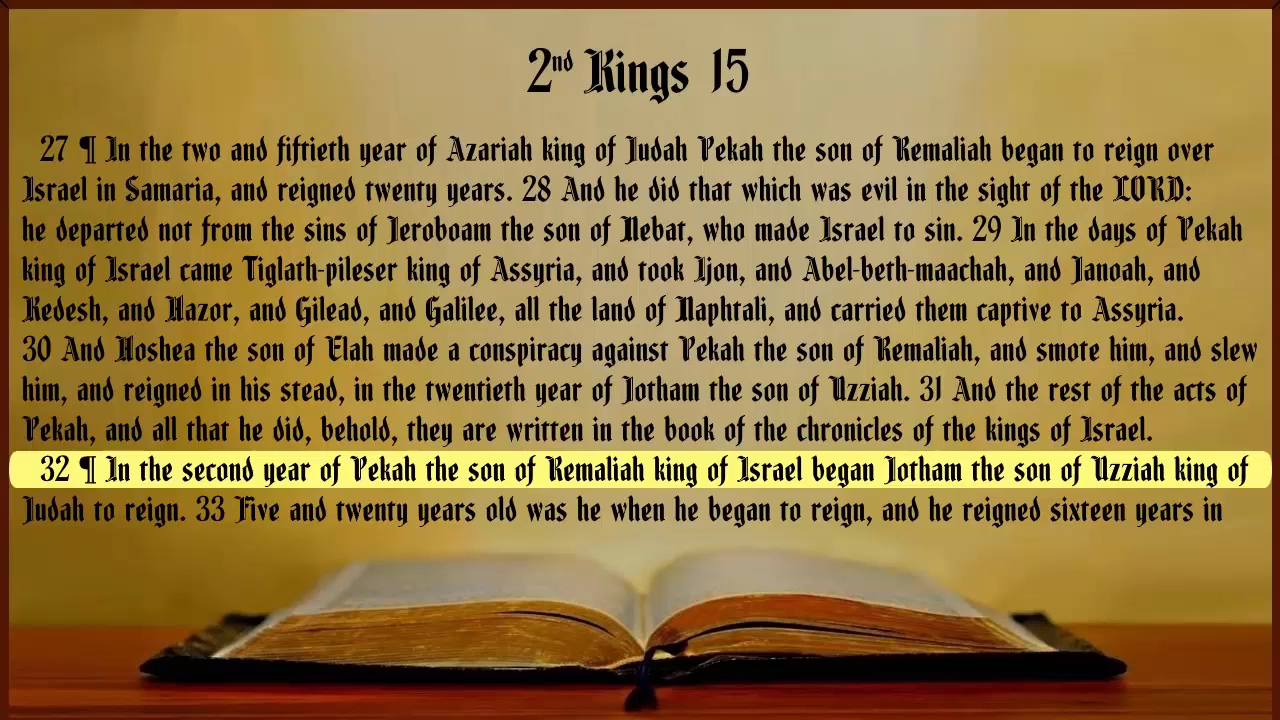 2nd Kings 15
27 ¶ In the two and fiftieth year of Azariah king of Judah Pekah the son of Remaliah began to reign over
Israel in Samaria, and reigned twenty years. 28 And he did that which was evil in the sight of the LORD:
he departed not from the sins of Jeroboam the son of Nebat, who made Israel to sin. 29 In the days of Pekah
king of Israel came Tiglath-pileser king of Assyria, and took Ijon, and Abel-beth-maachah, and Janoah, and
Kedesh, and Hazor, and Gilead, and Galilee, all the land of Naphtali, and carried them captive to Assyria.
30 And Hoshea the son of Elah made a conspiracy against Pekah the son of Remaliah, and smote him, and slew
him, and reigned in his stead, in the twentieth year of Jotham the son of Uzziah. 31 And the rest of the acts of
Pekah, and all that he did, behold, they are written in the book of the chronicles of the kings of Israel.
32 ¶ In the second year of Pekah the son of Remaliah king of Israel began Jotham the son of Uzziah king of
Judah to reign. 33 Five and twenty years old was he when he began to reign, and he reigned sixteen years in